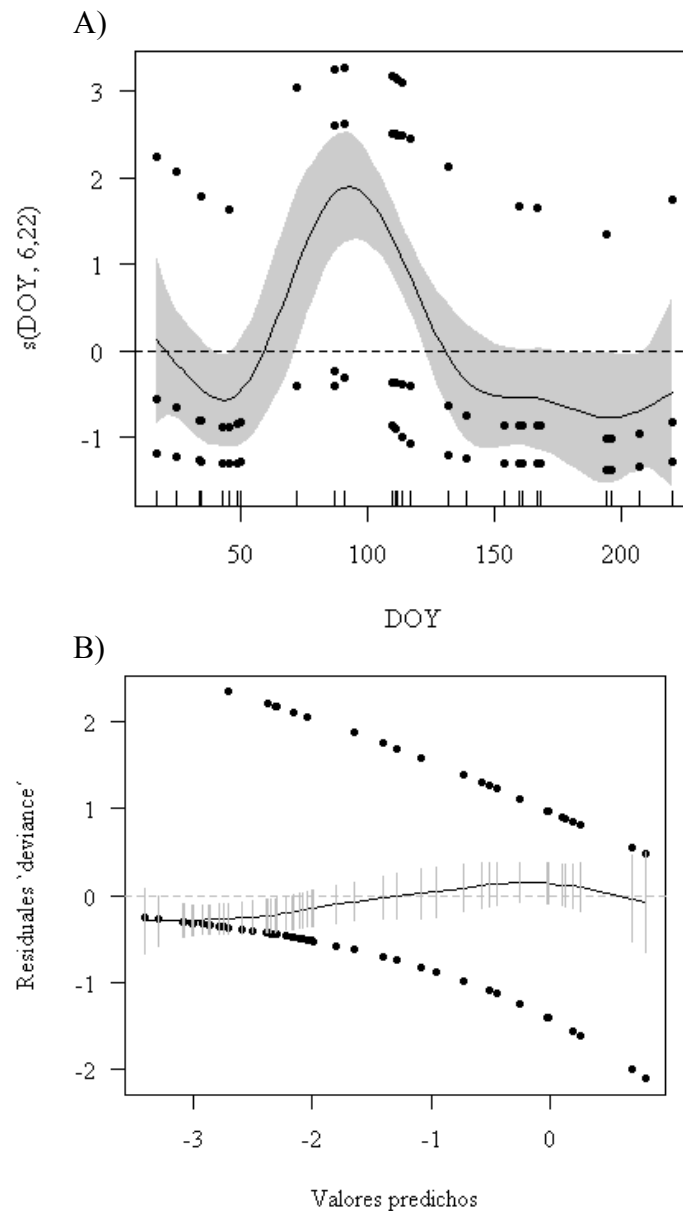 A)
s(DOY, 6,22)
3
2
1
0
-1
50 100 150 200
DOY
B)
Residuales `deviance´
2
1
0
-1
-2
-3 -2 -1 0
Valores predichos